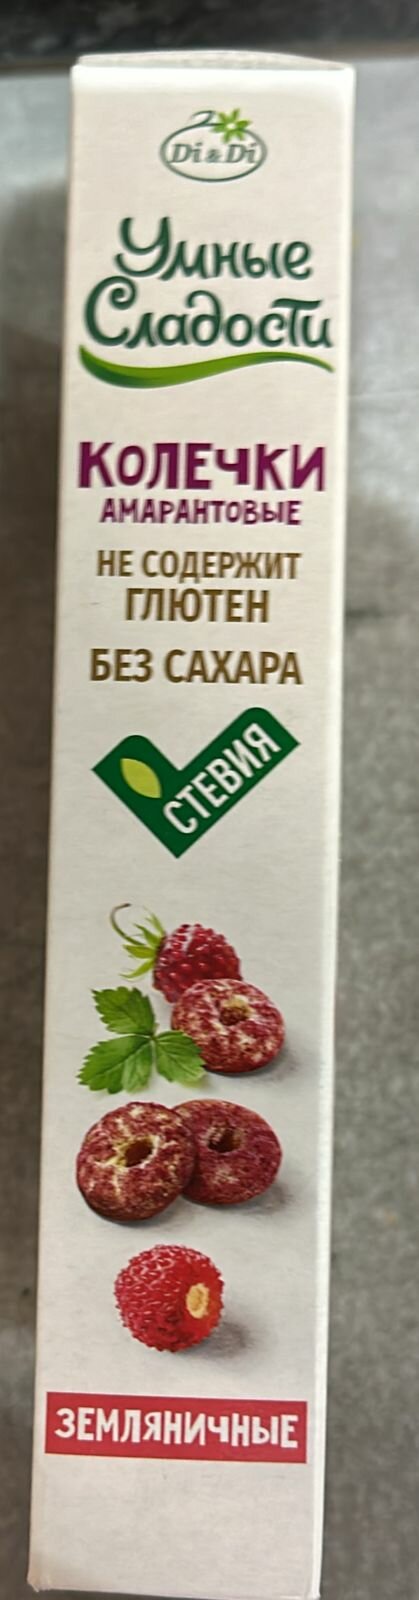 Di&Di
Умные
Сладости
КОЛЕЧКИ
АМАРАНТОВЫЕ
НЕ СОДЕРЖИТ
ГЛЮТЕН
БЕЗ САХАРА
СТЕВИЯ
ЗЕМЛЯНИЧНЫЕ